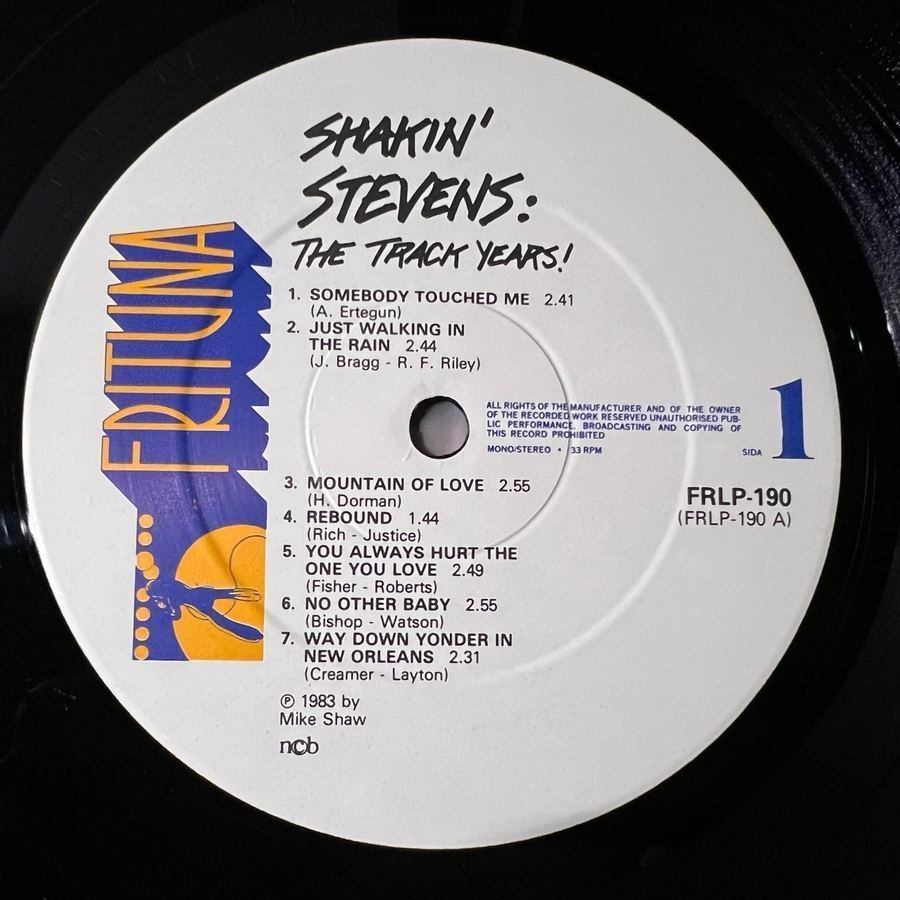 SHAKIN'
STEVENS:
THE TRACK YEARS!
FRITUNA
1. SOMEBODY TOUCHED ME 2.41
(A. Ertegun)
2. JUST WALKING IN
THE RAIN 2.44
(J. Bragg - R. F. Riley)
ALL RIGHTS OF THE MANUFACTURER AND OF THE OWNER
OF THE RECORDED WORK RESERVED UNAUTHORISED PUB-
LIC PERFORMANCE, BROADCASTING AND COPYING OF
THIS RECORD PROHIBITED
MONO/STEREO • 33 RPM
SIDA 1
3. MOUNTAIN OF LOVE 2.55
(H. Dorman)
4. REBOUND 1.44
(Rich - Justice)
5. YOU ALWAYS HURT THE
ONE YOU LOVE 2.49
(Fisher - Roberts)
6. NO OTHER BABY 2.55
(Bishop - Watson)
7. WAY DOWN YONDER IN
NEW ORLEANS 2.31
(Creamer - Layton)
FRLP-190
(FRLP-190 A)
℗ 1983 by
Mike Shaw
ncb